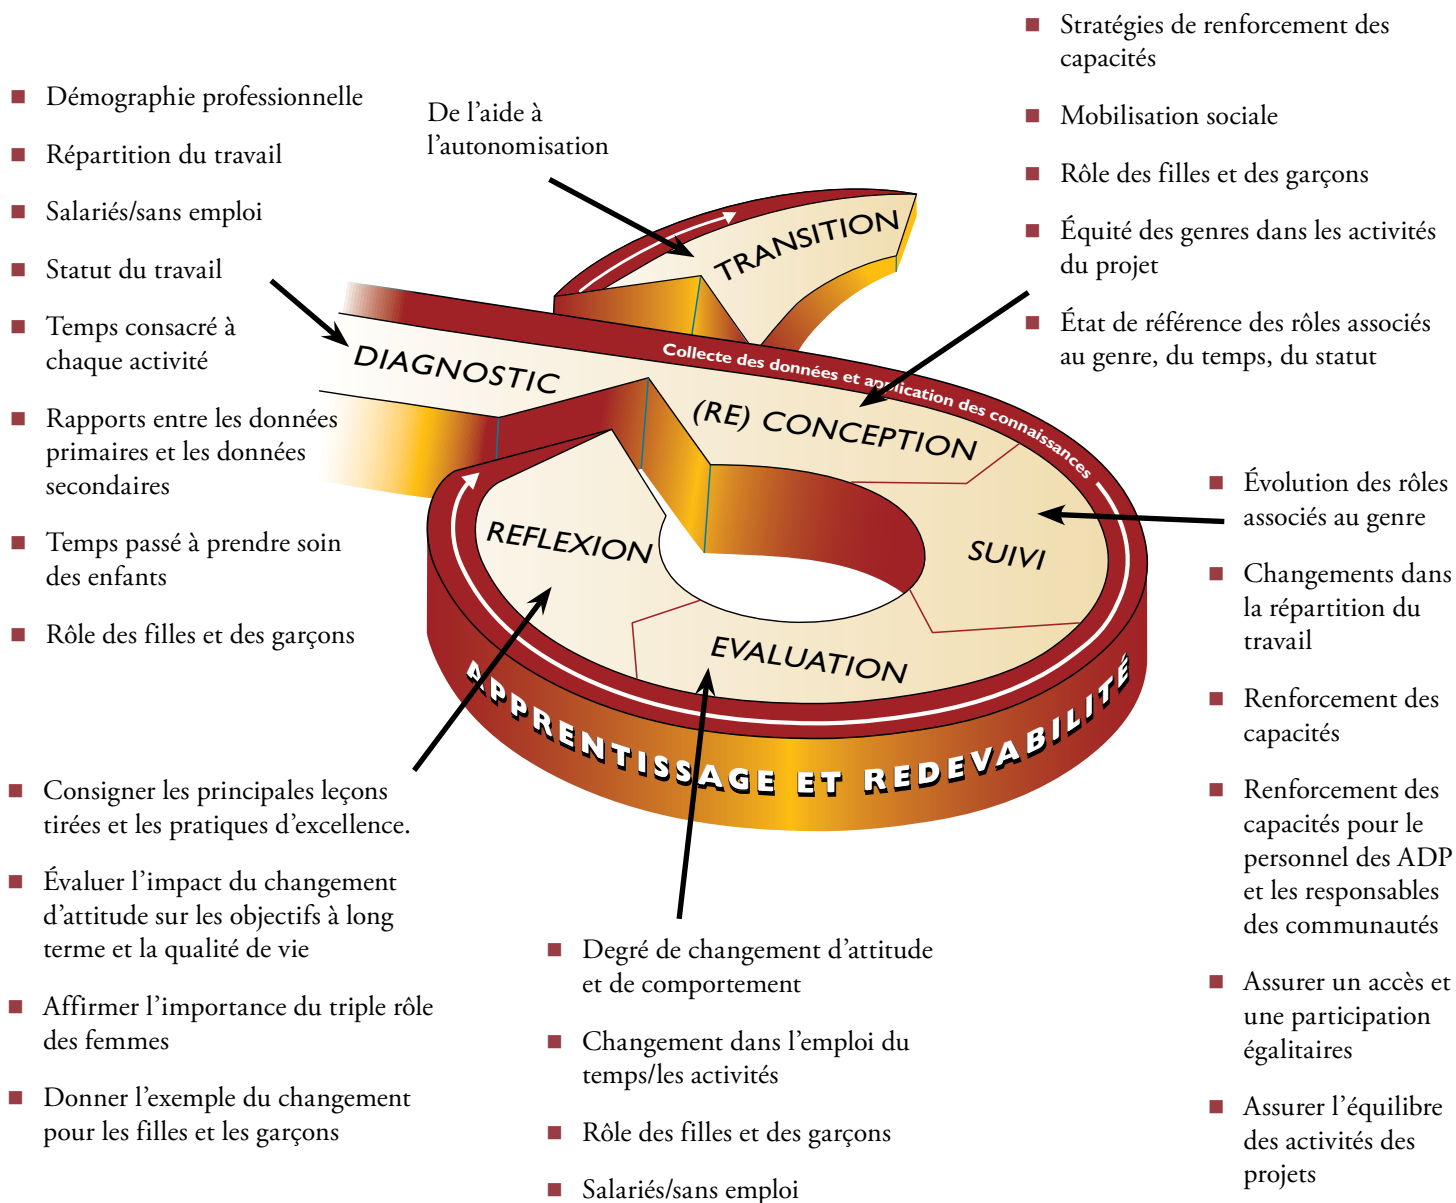 ■ Démographie professionnelle
■ Répartition du travail
■ Salariés/sans emploi
■ Statut du travail
■ Temps consacré à
chaque activité
■ Rapports entre les données
primaires et les données
secondaires
■ Temps passé à prendre soin
des enfants
■ Rôle des filles et des garçons
De l’aide à
l’autonomisation
■ Stratégies de renforcement des
capacités
■ Mobilisation sociale
■ Rôle des filles et des garçons
■ Équité des genres dans les activités
du projet
■ État de référence des rôles associés
au genre, du temps, du statut
TRANSITION
DIAGNOSTIC
Collecte des données et application des connaissances
(RE) CONCEPTION
SUIVI
EVALUATION
REFLEXION
APPRENTISSAGE ET REDEVABILITÉ
■ Évolution des rôles
associés au genre
■ Changements dans
la répartition du
travail
■ Renforcement des
capacités
■ Renforcement des
capacités pour le
personnel des ADP
et les responsables
des communautés
■ Assurer un accès et
une participation
égalitaires
■ Assurer l’équilibre
des activités des
projets
■ Consigner les principales leçons
tirées et les pratiques d’excellence.
■ Évaluer l’impact du changement
d’attitude sur les objectifs à long
terme et la qualité de vie
■ Affirmer l’importance du triple rôle
des femmes
■ Donner l’exemple du changement
pour les filles et les garçons
■ Degré de changement d’attitude
et de comportement
■ Changement dans l’emploi du
temps/les activités
■ Rôle des filles et des garçons
■ Salariés/sans emploi